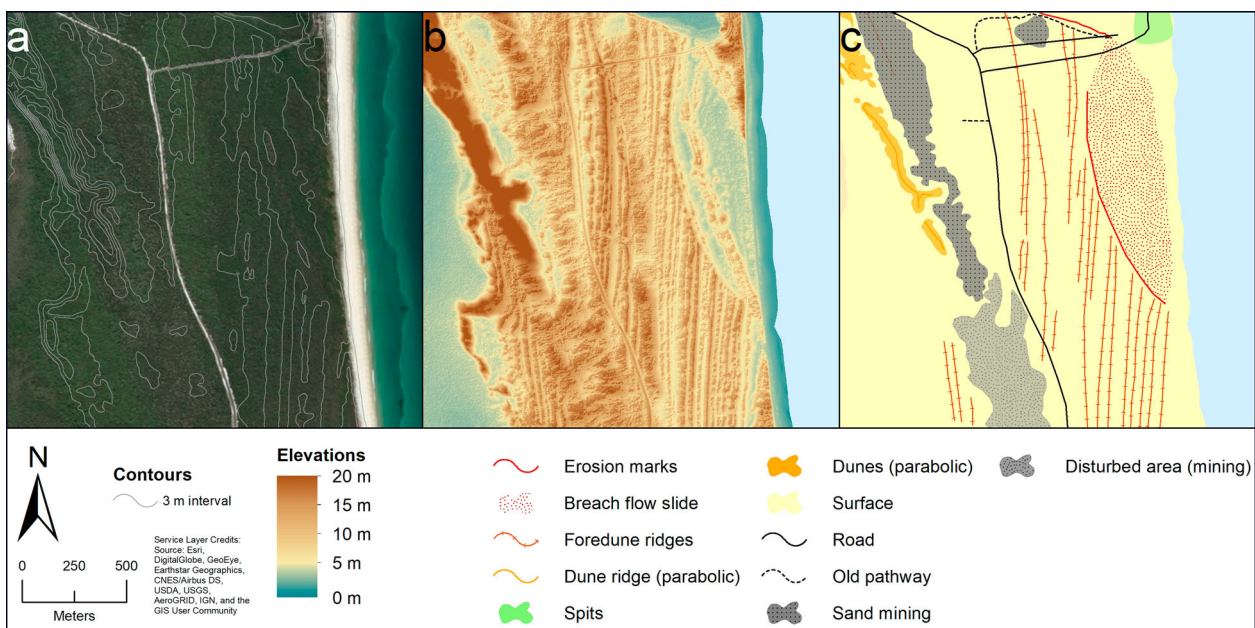 a
b
c
N
Contours
3 m interval
Service Layer Credits:
Source: Esri,
DigitalGlobe, GeoEye,
Earthstar Geographics,
CNES/Airbus DS,
USDA, USGS,
AeroGRID, IGN, and the
GIS User Community
0 250 500
Meters
Elevations
20 m
15 m
10 m
5 m
0 m
Erosion marks
Breach flow slide
Foredune ridges
Dune ridge (parabolic)
Spits
Dunes (parabolic)
Surface
Road
Old pathway
Sand mining
Disturbed area (mining)